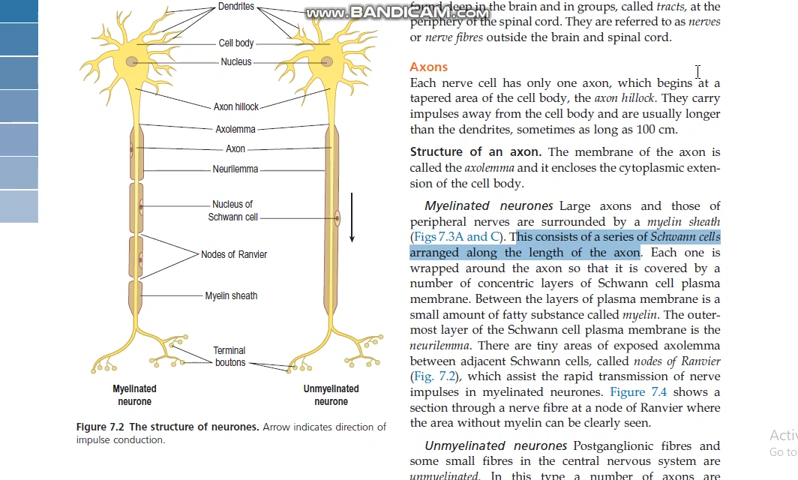 www.BANDICAM.com
Dendrites
Cell body
Nucleus
Axon hillock
Axolemma
Axon
Neurilemma
Nucleus of
Schwann cell
Nodes of Ranvier
Myelin sheath
Terminal
boutons
Myelinated
neurone
Unmyelinated
neurone
Figure 7.2 The structure of neurones. Arrow indicates direction of
impulse conduction.
found deep in the brain and in groups, called tracts, at the
periphery of the spinal cord. They are referred to as nerves
or nerve fibres outside the brain and spinal cord.
Axons
Each nerve cell has only one axon, which begins at a
tapered area of the cell body, the axon hillock. They carry
impulses away from the cell body and are usually longer
than the dendrites, sometimes as long as 100 cm.
Structure of an axon. The membrane of the axon is
called the axolemma and it encloses the cytoplasmic exten-
sion of the cell body.
Myelinated neurones Large axons and those of
peripheral nerves are surrounded by a myelin sheath
(Figs 7.3A and C). This consists of a series of Schwann cells
arranged along the length of the axon. Each one is
wrapped around the axon so that it is covered by a
number of concentric layers of Schwann cell plasma
membrane. Between the layers of plasma membrane is a
small amount of fatty substance called myelin. The outer-
most layer of the Schwann cell plasma membrane is the
neurilemma. There are tiny areas of exposed axolemma
between adjacent Schwann cells, called nodes of Ranvier
(Fig. 7.2), which assist the rapid transmission of nerve
impulses in myelinated neurones. Figure 7.4 shows a
section through a nerve fibre at a node of Ranvier where
the area without myelin can be clearly seen.
Unmyelinated neurones Postganglionic fibres and
some small fibres in the central nervous system are
unmyelinated. In this type a number of axons are
Go to